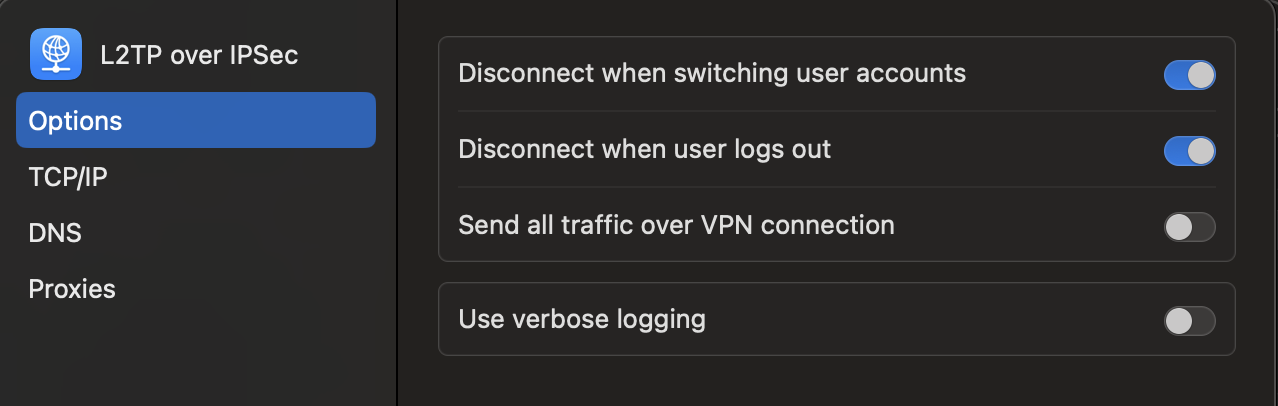 L2TP over IPSec
Options
TCP/IP
DNS
Proxies
Disconnect when switching user accounts
Disconnect when user logs out
Send all traffic over VPN connection
Use verbose logging